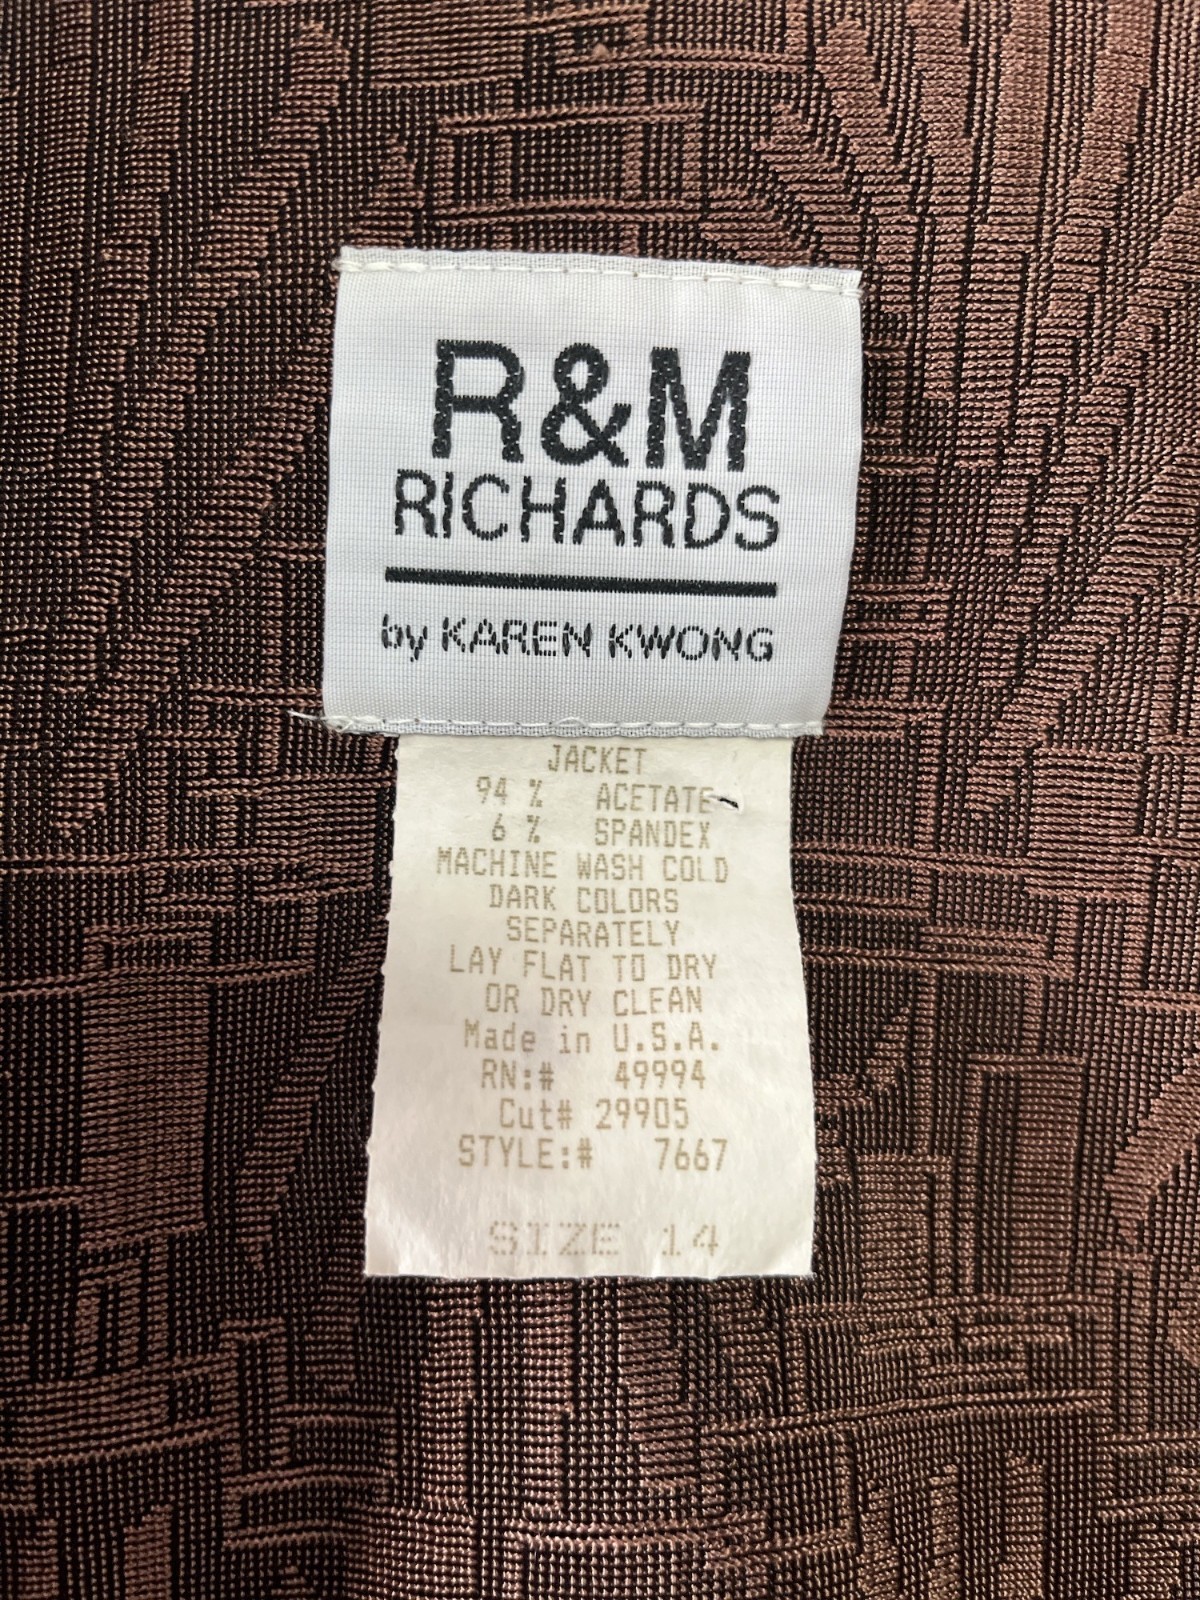 R&M
RICHARDS
by KAREN KWONG
JACKET
94 % ACETATE
6 % SPANDEX
MACHINE WASH COLD
DARK COLORS
SEPARATELY
LAY FLAT TO DRY
OR DRY CLEAN
Made in U.S.A.
RN:# 49994
Cut# 29905
STYLE:# 7667
SIZE 14